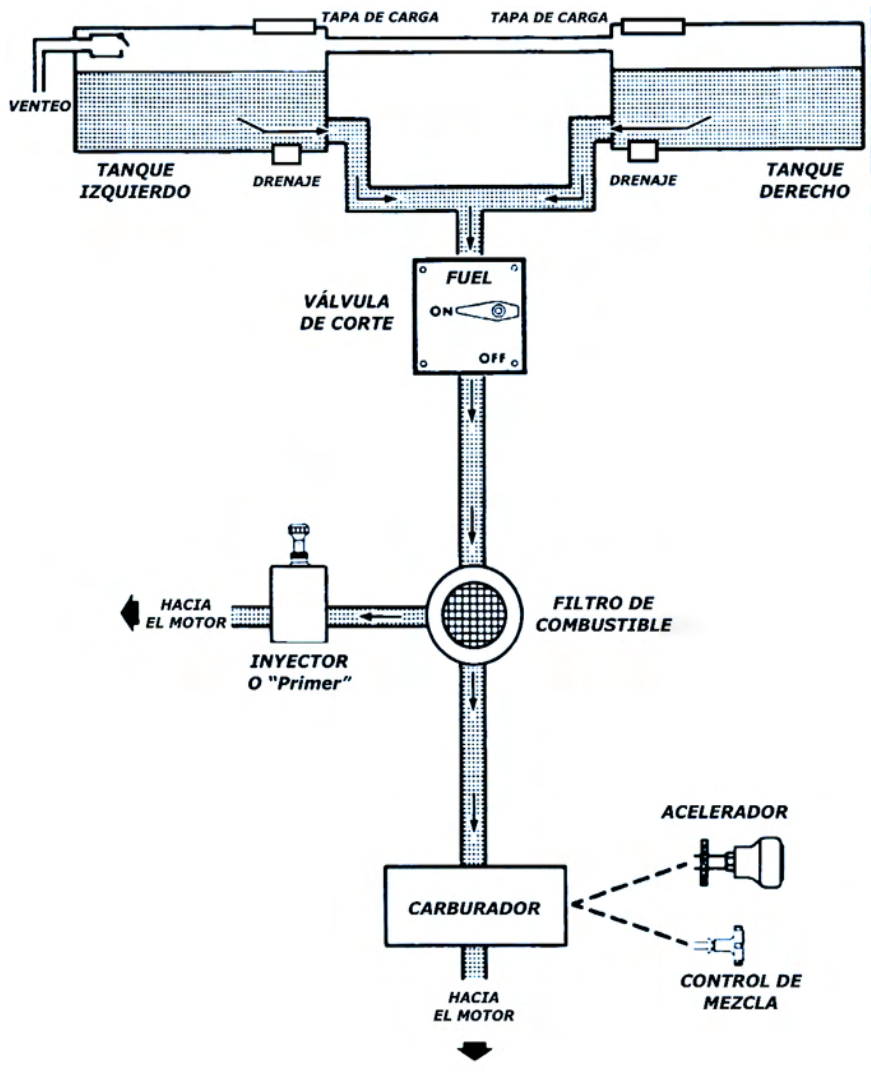 TAPA DE CARGA
TAPA DE CARGA
VENTEO
TANQUE
IZQUIERDO
DRENAJE
DRENAJE
TANQUE
DERECHO
VÁLVULA
DE CORTE
FUEL
ON
OFF
HACIA
EL MOTOR
INYECTOR
O “Primer”
FILTRO DE
COMBUSTIBLE
ACELERADOR
CARBURADOR
CONTROL DE
MEZCLA
HACIA
EL MOTOR